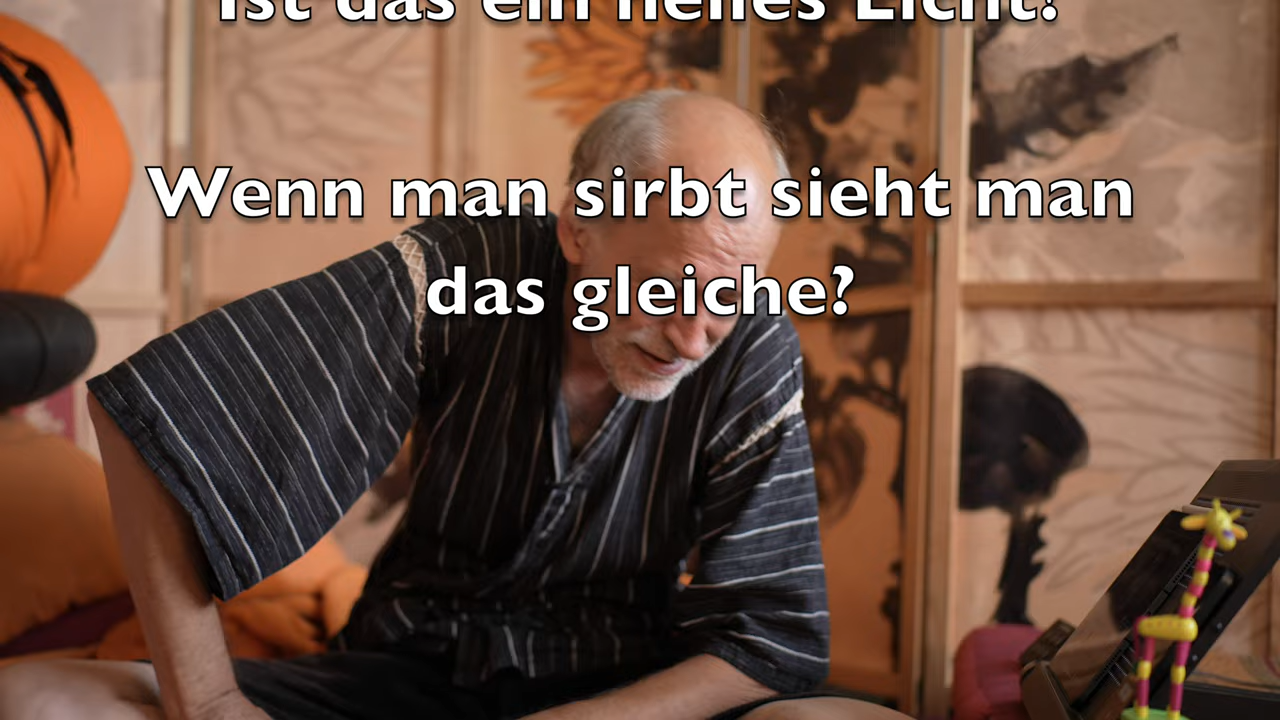 Ist das ein helles Licht?
Wenn man sirbt sieht man
das gleiche?